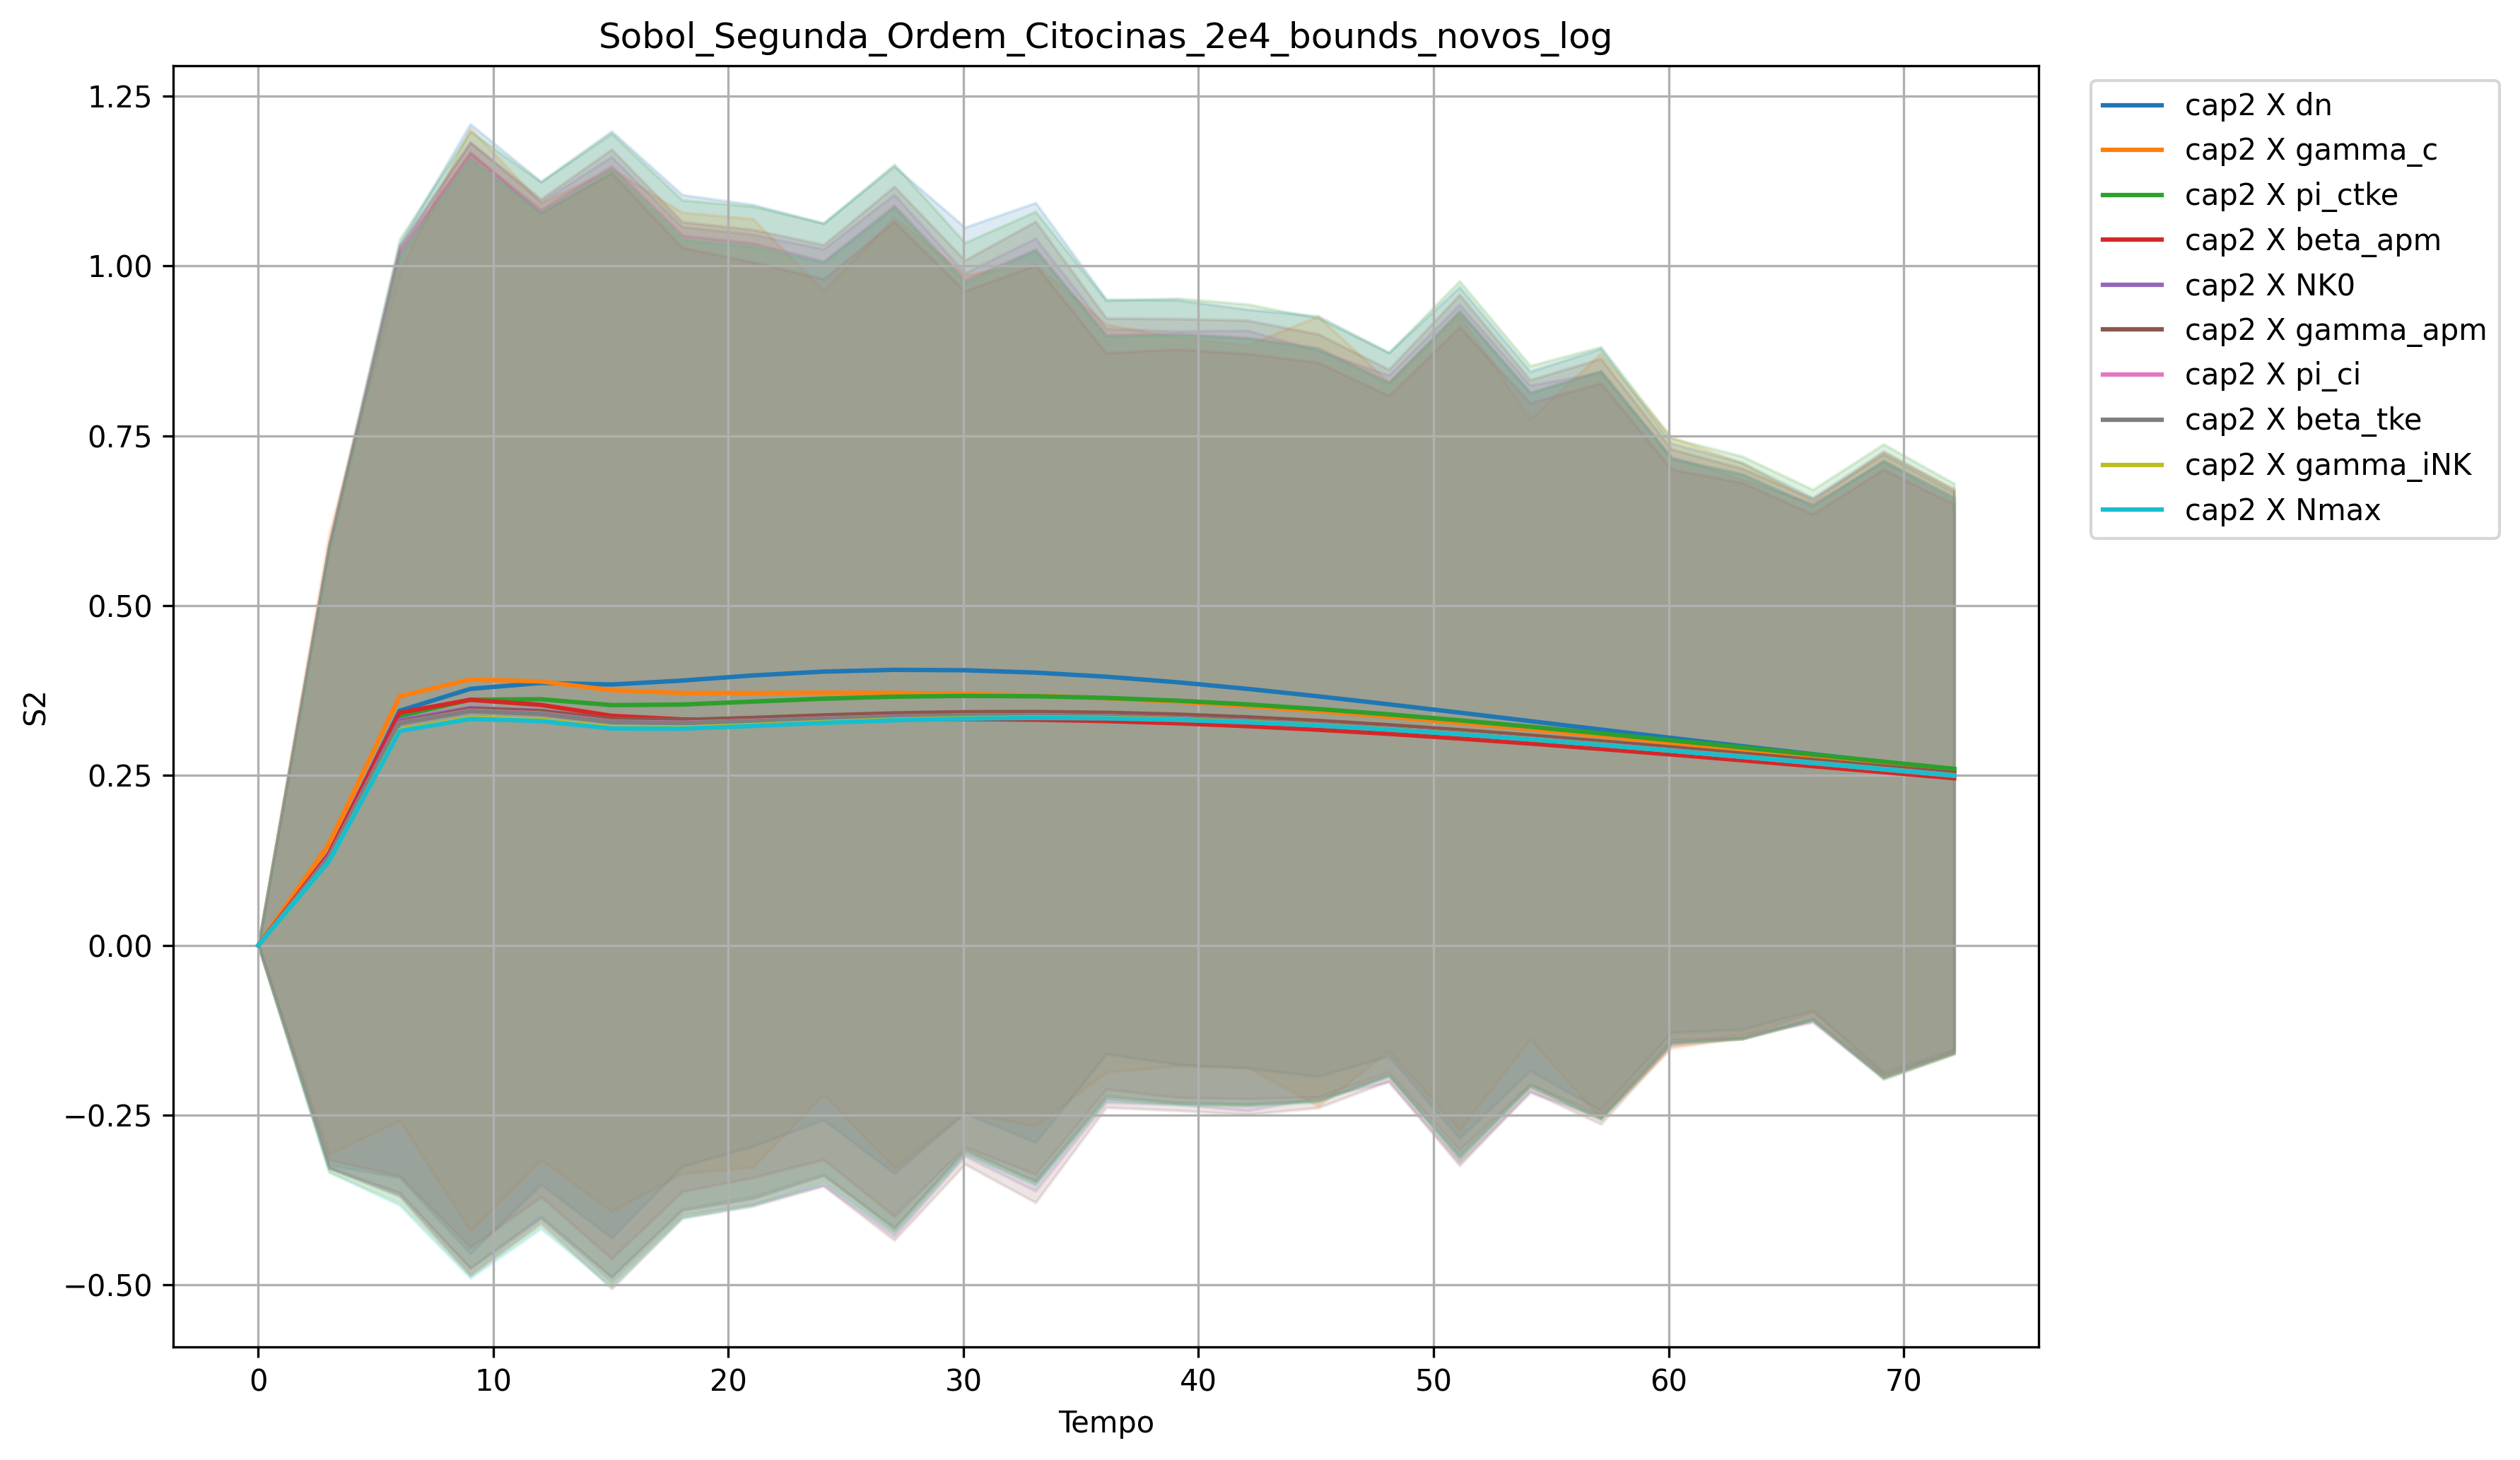 Sobol_Segunda_Ordem_Citocinas_2e4_bounds_novos_log
1.25
1.00
0.75
0.50
0.25
0.00
−0.25
−0.50
S2
0 10 20 30 40 50 60 70
Tempo
cap2 X dn
cap2 X gamma_c
cap2 X pi_ctke
cap2 X beta_apm
cap2 X NK0
cap2 X gamma_apm
cap2 X pi_ci
cap2 X beta_tke
cap2 X gamma_iNK
cap2 X Nmax